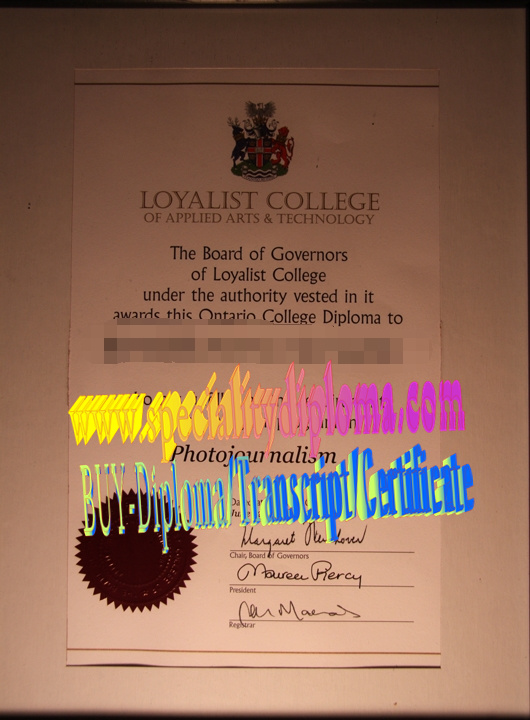 LOYALIST COLLEGE
OF APPLIED ARTS & TECHNOLOGY
The Board of Governors
of Loyalist College
under the authority vested in it
awards this Ontario College Diploma to
www.specialitydiploma.com
Photojournalism
BUY-Diploma/Transcript/Certificate
Chair, Board of Governors
Maureen Piercy
President
Registrar